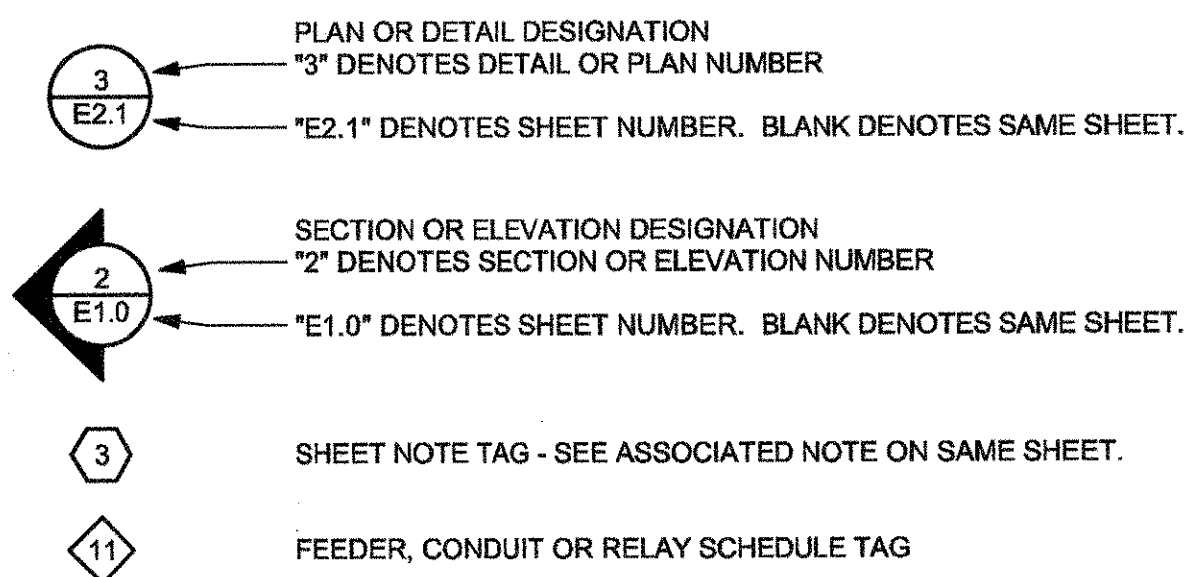 PLAN OR DETAIL DESIGNATION
3
"3" DENOTES DETAIL OR PLAN NUMBER
E2.1
"E2.1" DENOTES SHEET NUMBER. BLANK DENOTES SAME SHEET.
SECTION OR ELEVATION DESIGNATION
2
"2" DENOTES SECTION OR ELEVATION NUMBER
E1.0
"E1.0" DENOTES SHEET NUMBER. BLANK DENOTES SAME SHEET.
3
SHEET NOTE TAG - SEE ASSOCIATED NOTE ON SAME SHEET.
11
FEEDER, CONDUIT OR RELAY SCHEDULE TAG